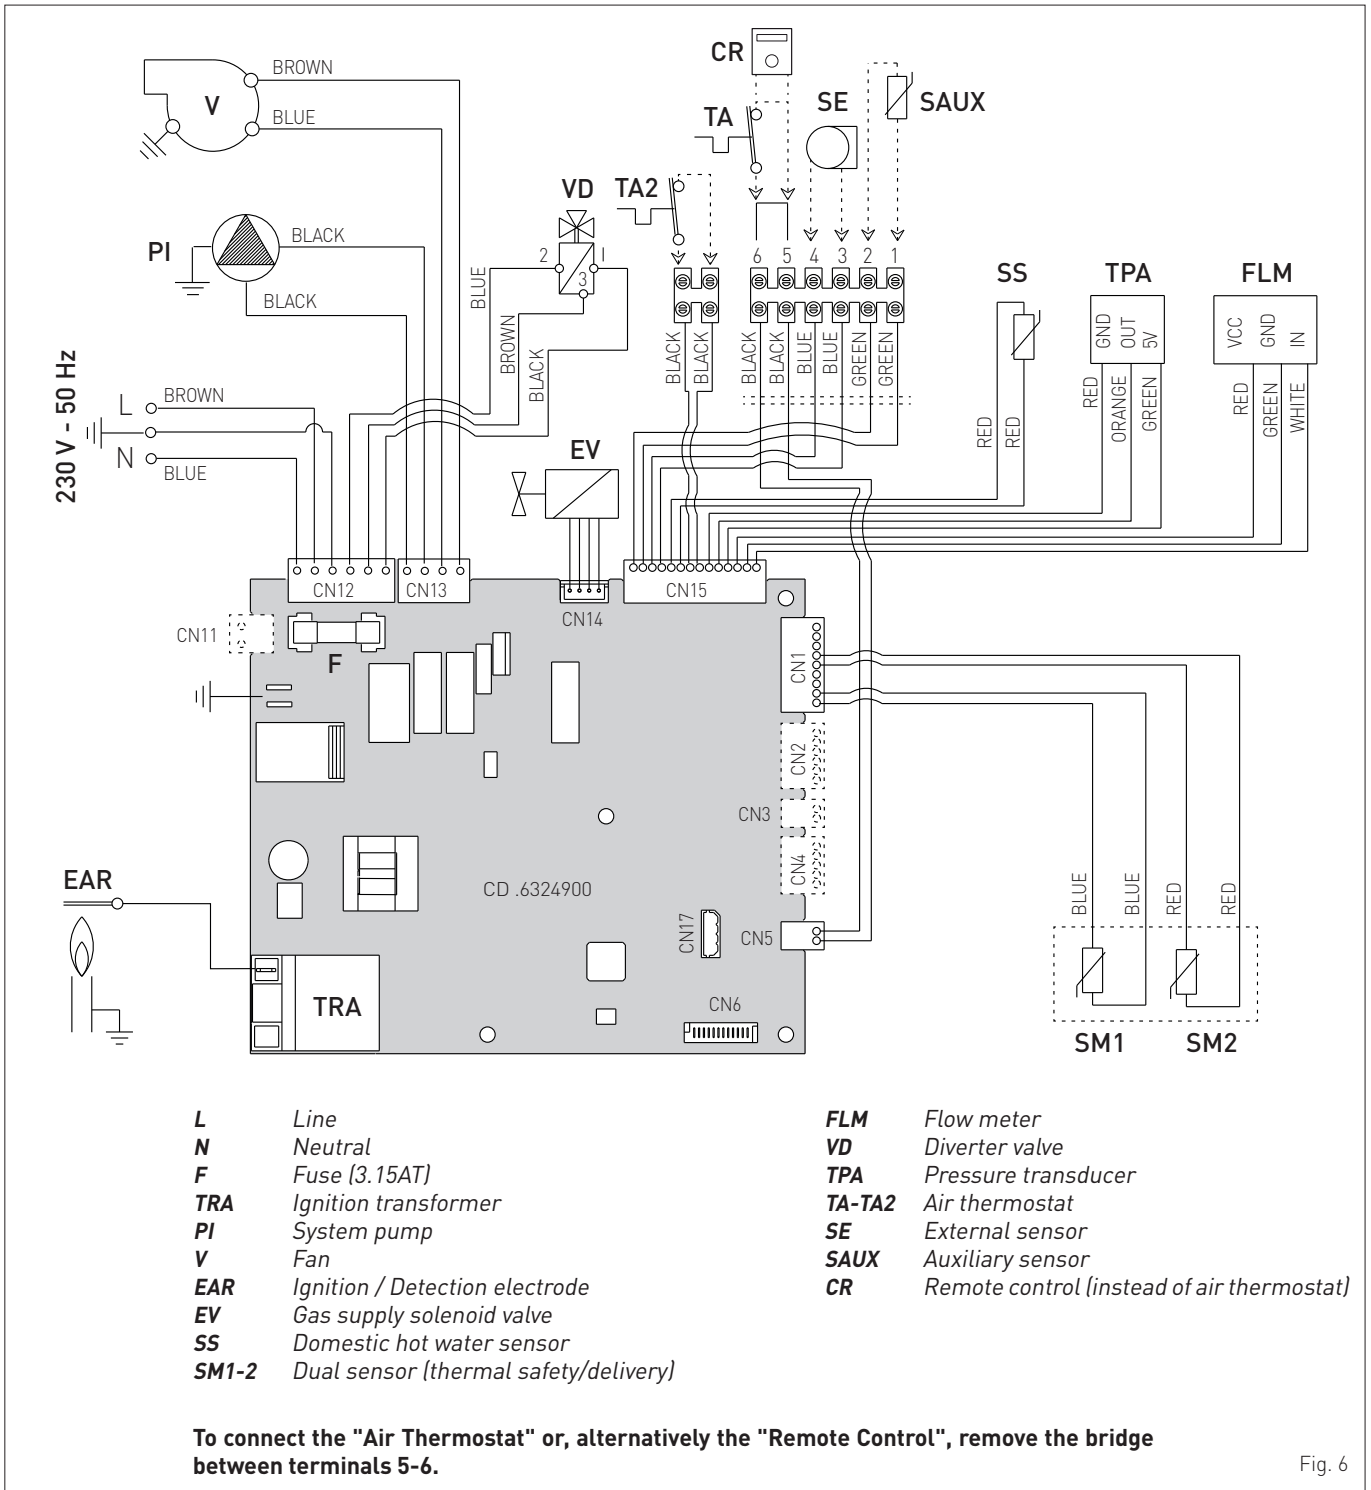 CR
BROWN
V
BLUE
TA
SE
SAUX
VD
TA2
PI
BLACK
BLACK
2
1
3
BLUE
BROWN
BLACK
6 5 4 3 2 1
BLACK
BLACK
BLACK
BLACK
BLUE
BLUE
GREEN
GREEN
SS
TPA
FLM
GND
OUT
5V
VCC
GND
IN
RED
RED
RED
ORANGE
GREEN
RED
GREEN
WHITE
230 V - 50 Hz
L
BROWN
N
BLUE
EV
CN12
CN13
CN14
CN15
CN11
F
CN1
CN2
CN3
CN4
EAR
CD .6324900
CN17
CN5
TRA
CN6
BLUE
BLUE
RED
RED
SM1
SM2
L Line
N Neutral
F Fuse (3.15AT)
TRA Ignition transformer
PI System pump
V Fan
EAR Ignition / Detection electrode
EV Gas supply solenoid valve
SS Domestic hot water sensor
SM1-2 Dual sensor (thermal safety/delivery)
FLM Flow meter
VD Diverter valve
TPA Pressure transducer
TA-TA2 Air thermostat
SE External sensor
SAUX Auxiliary sensor
CR Remote control (instead of air thermostat)
To connect the "Air Thermostat" or, alternatively the "Remote Control", remove the bridge
between terminals 5-6.
Fig. 6